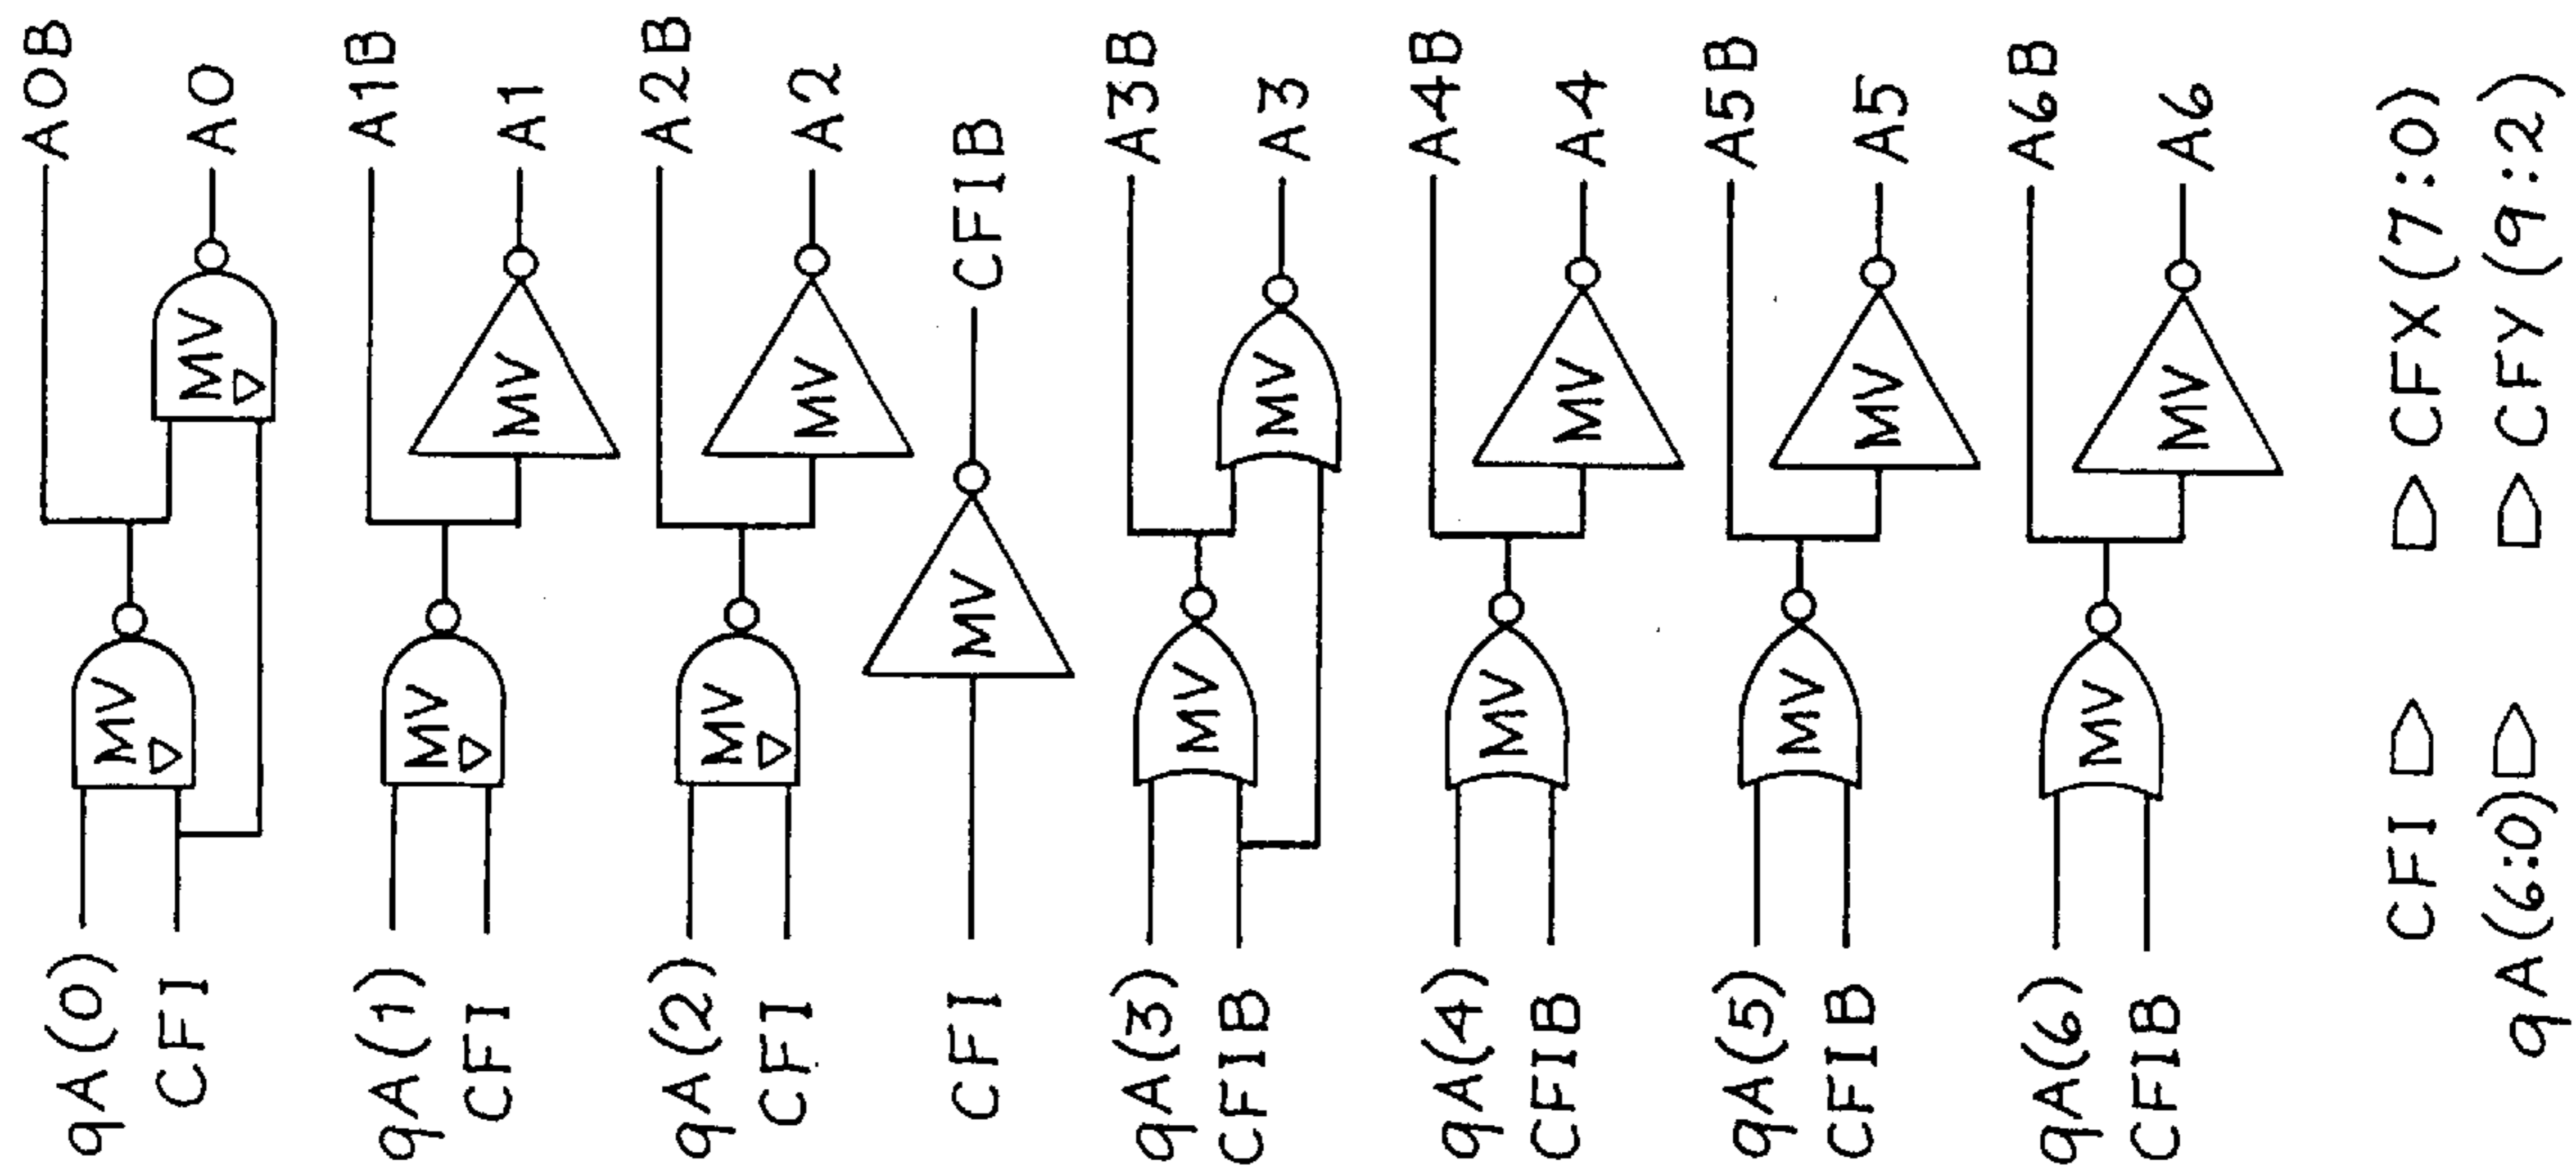 A0B
qA(0) MV MV A0
CFI
A1B
qA(1) MV MV A1
CFI
A2B
qA(2) MV MV A2
CFI
CFI MV CFIB
A3B
qA(3) MV MV A3
CFIB
A4B
qA(4) MV MV A4
CFIB
A5B
qA(5) MV MV A5
CFIB
A6B
qA(6) MV MV A6
CFIB
CFI CFX(7:0)
qA(6:0) CFY(9:2)